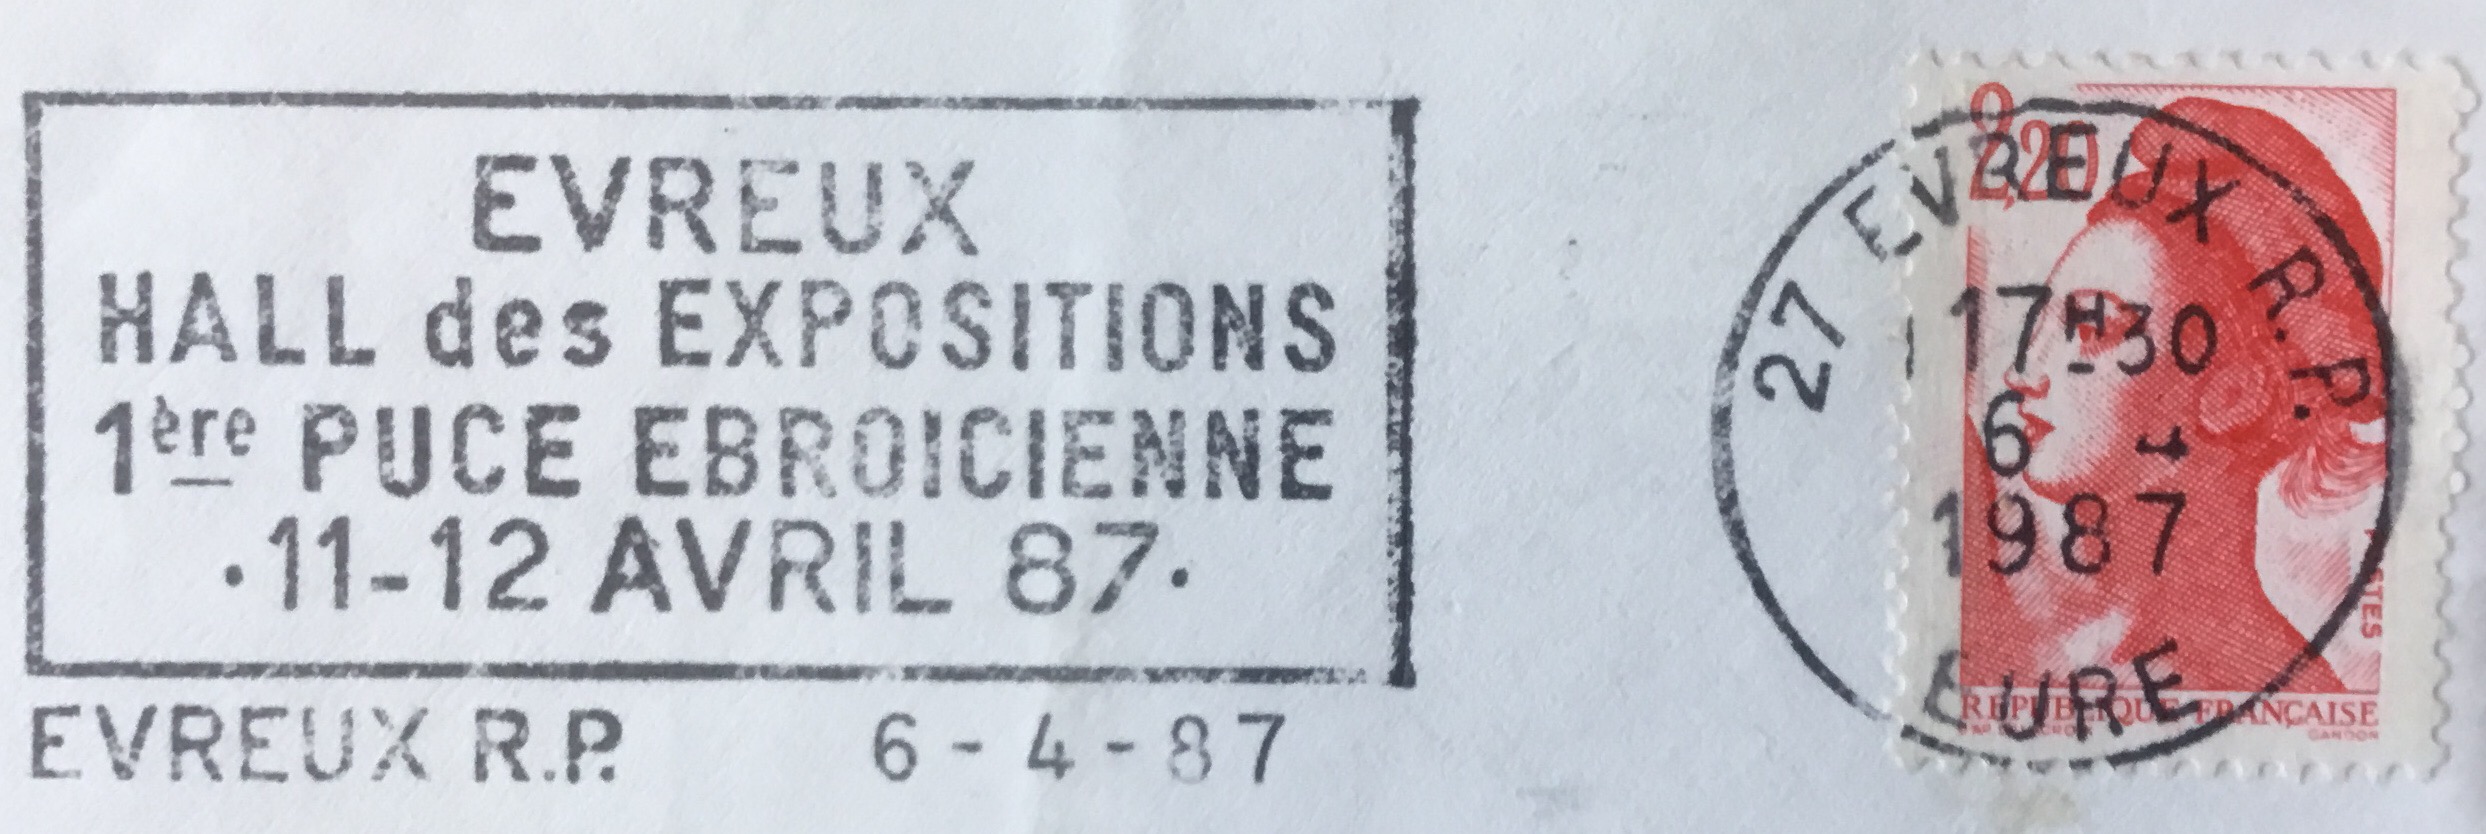 EVREUX
HALL des EXPOSITIONS
1ère PUCE EBROICIENNE
·11-12 AVRIL 87·
EVREUX R.P. 6-4-87
27 EVREUX R.P.
17H30
6 -4
1987
EURE
2,20
POSTES
REPUBLIQUE FRANÇAISE
GANDON